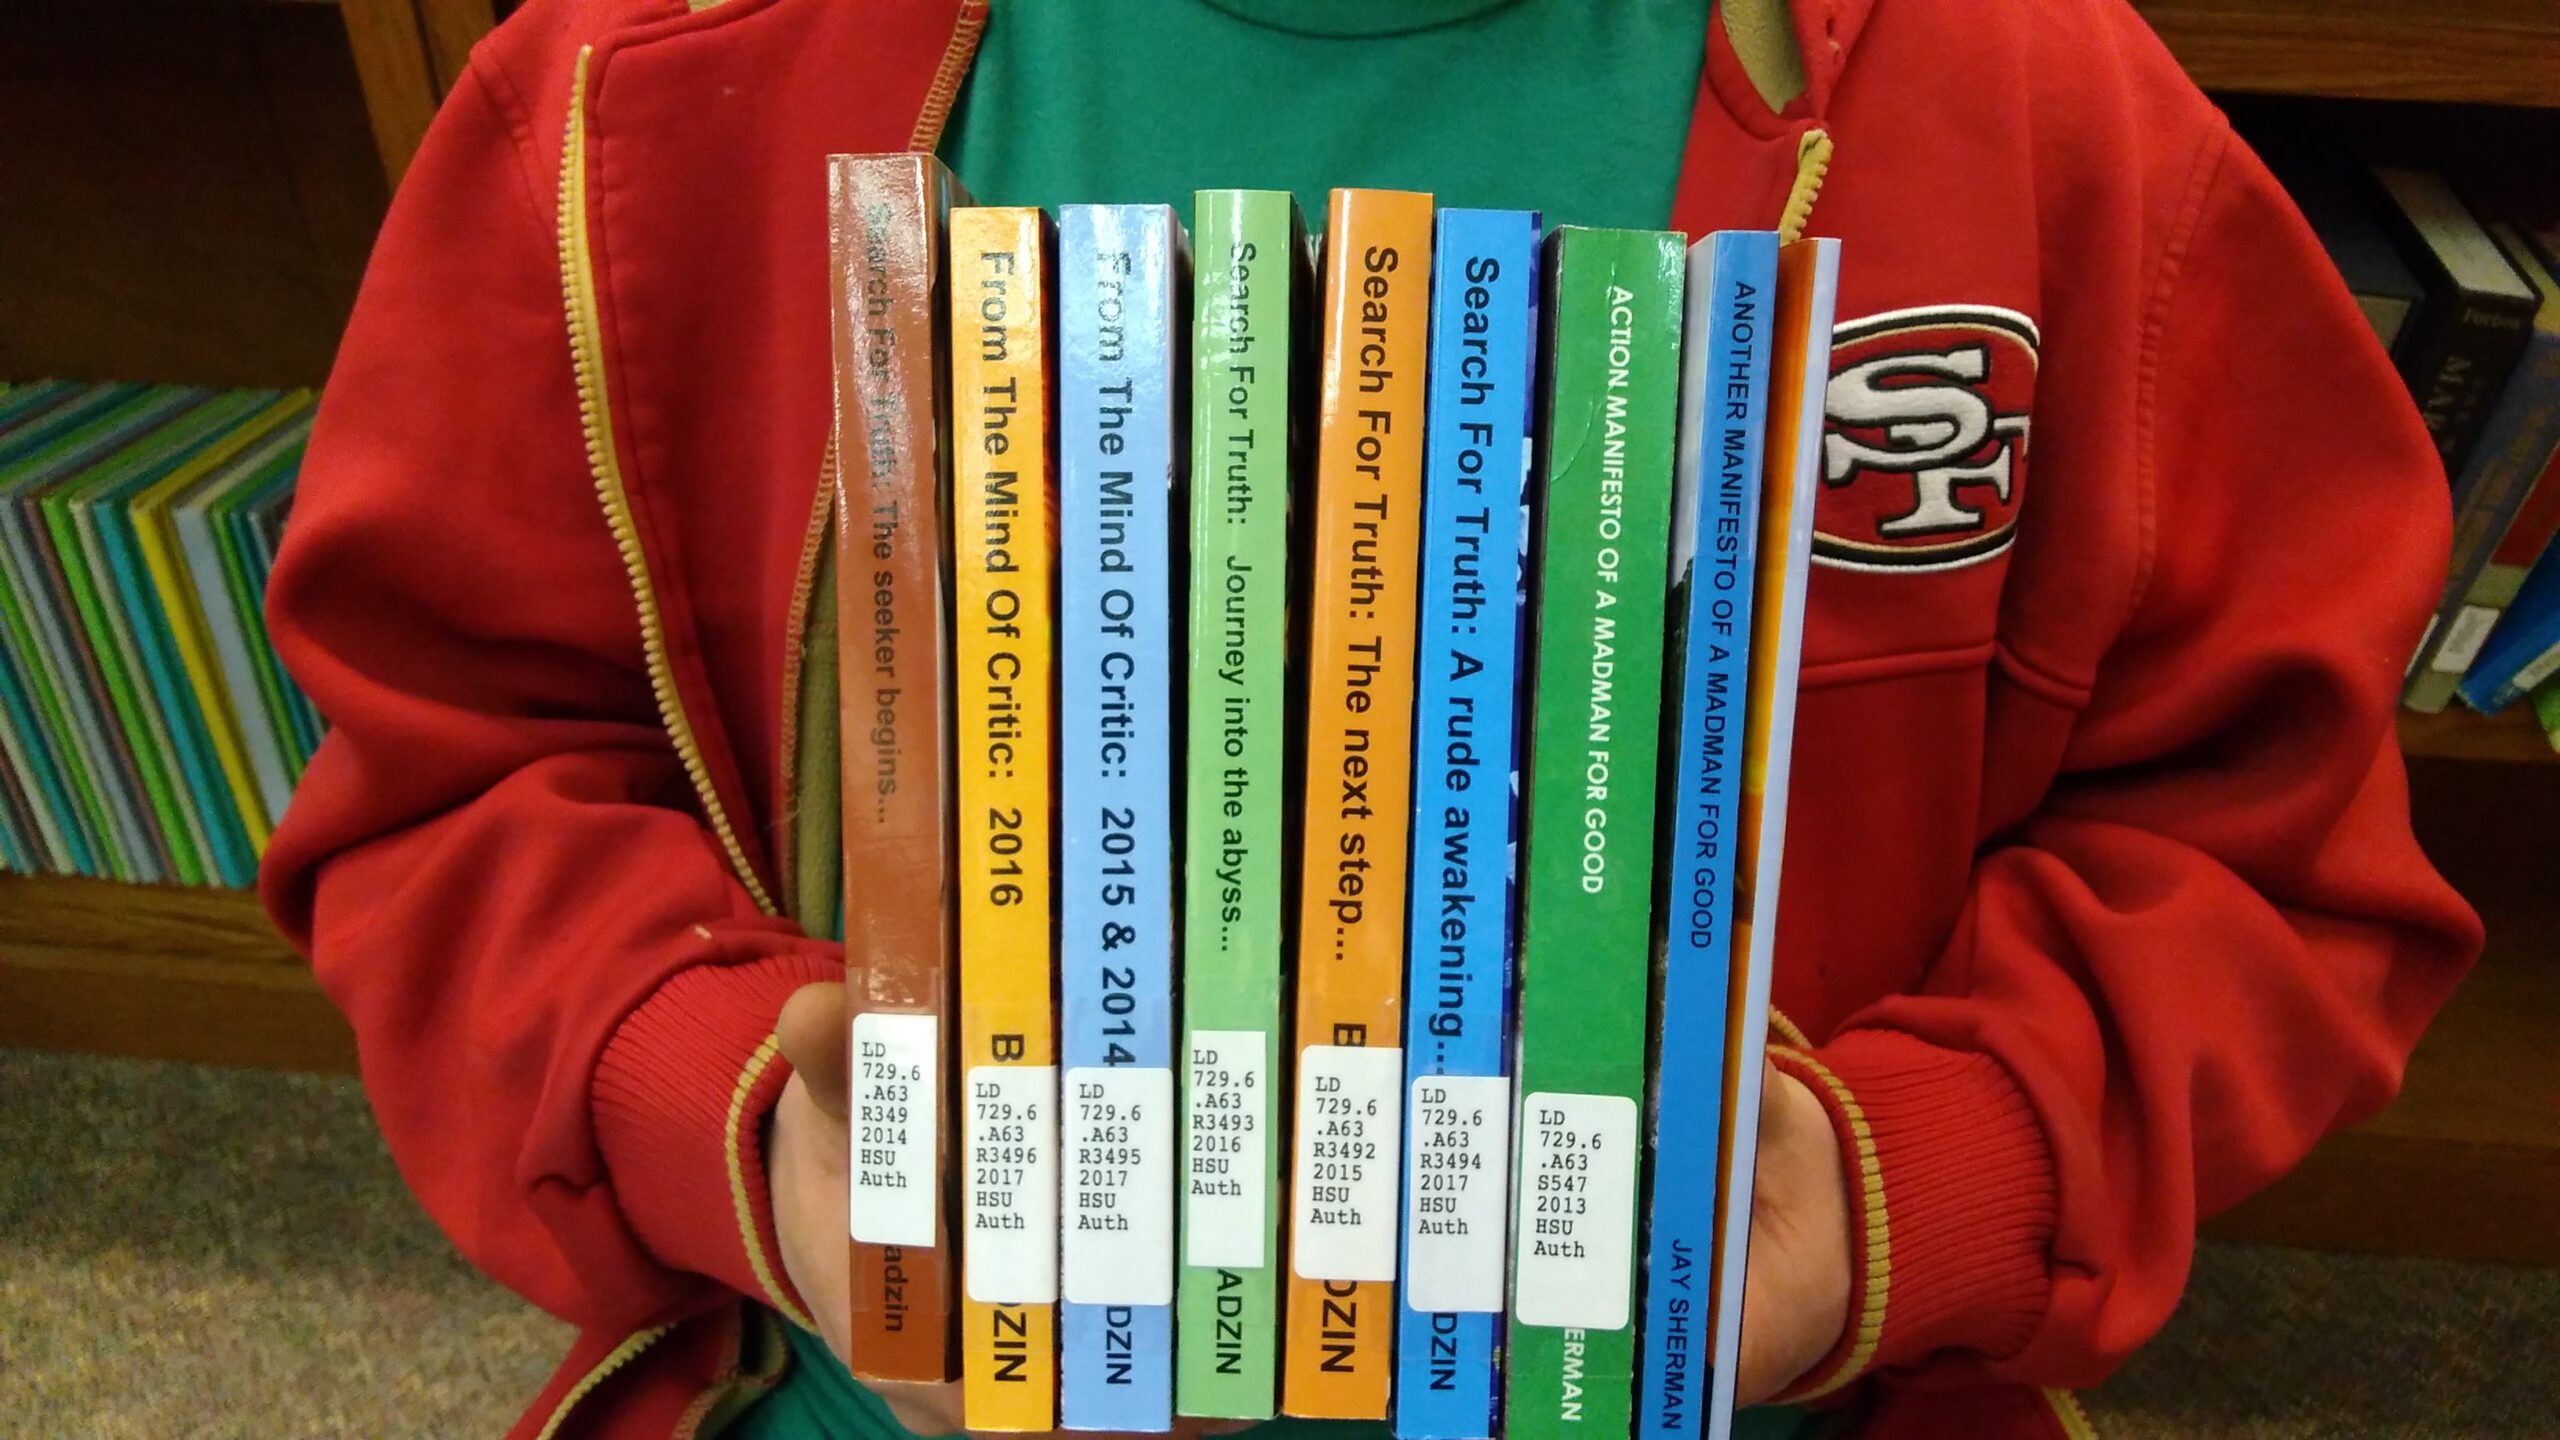 Search For Truth: The seeker begins...
LD
729.6
.A63
R349
2014
HSU
Auth
adzin
From The Mind Of Critic: 2016
B
LD
729.6
.A63
R3496
2017
HSU
Auth
DZIN
From The Mind Of Critic: 2015 & 2014
LD
729.6
.A63
R3495
2017
HSU
Auth
DZIN
Search For Truth: Journey into the abyss...
LD
729.6
.A63
R3493
2016
HSU
Auth
ADZIN
Search For Truth: The next step...
B
LD
729.6
.A63
R3492
2015
HSU
Auth
DZIN
Search For Truth: A rude awakening...
LD
729.6
.A63
R3494
2017
HSU
Auth
DZIN
ACTION MANIFESTO OF A MADMAN FOR GOOD
LD
729.6
.A63
S547
2013
HSU
Auth
ERMAN
ANOTHER MANIFESTO OF A MADMAN FOR GOOD
JAY SHERMAN
SF